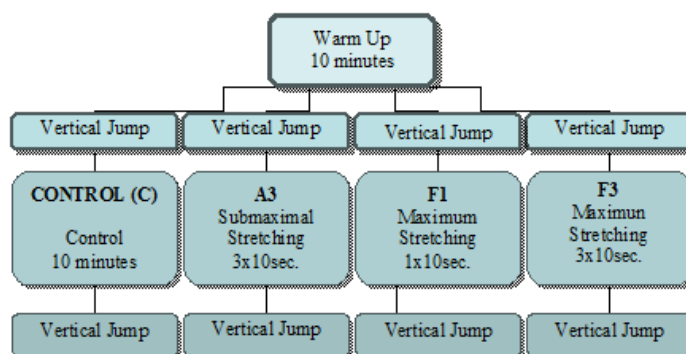 Warm Up
10 minutes
Vertical Jump
Vertical Jump
Vertical Jump
Vertical Jump
CONTROL (C)
Control
10 minutes
A3
Submaximal
Stretching
3x10sec.
F1
Maximum
Stretching
1x10sec.
F3
Maximun
Stretching
3x10sec.
Vertical Jump
Vertical Jump
Vertical Jump
Vertical Jump